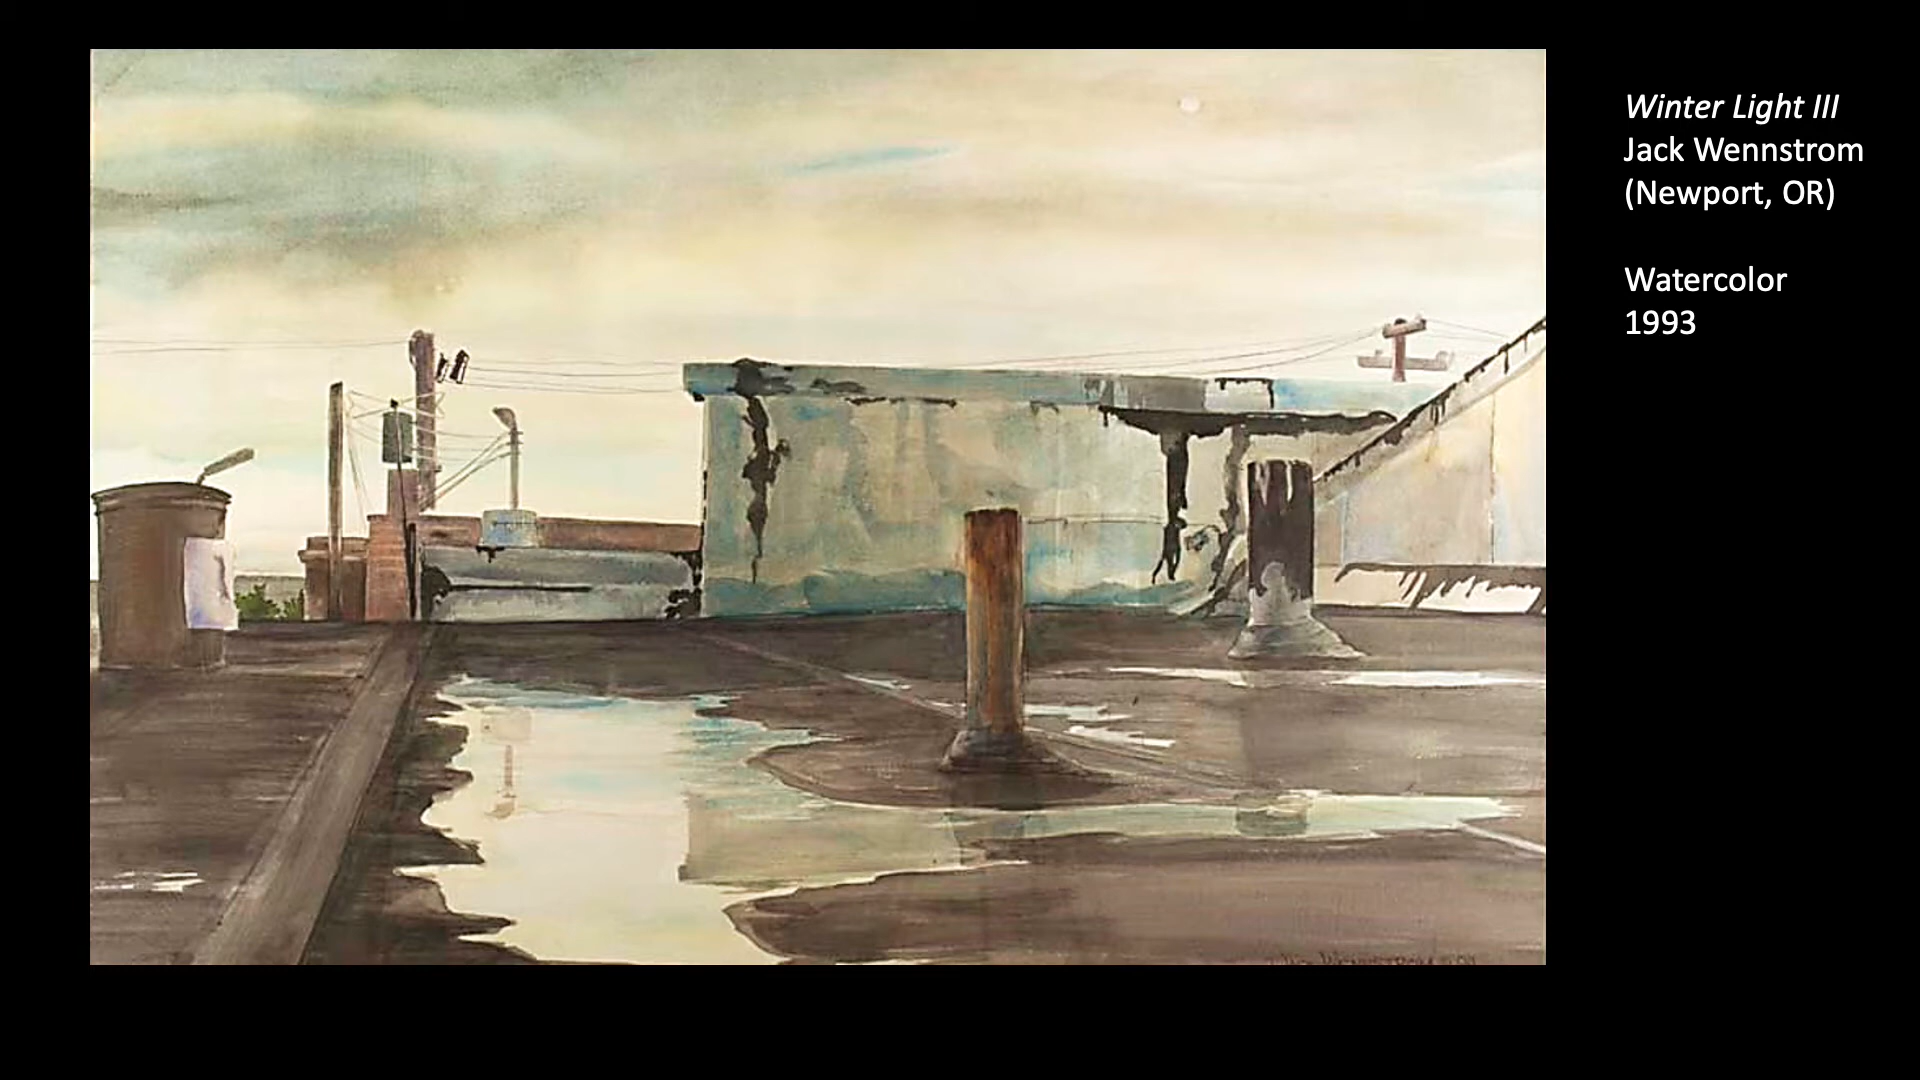 Winter Light III
Jack Wennstrom
(Newport, OR)
Watercolor
1993